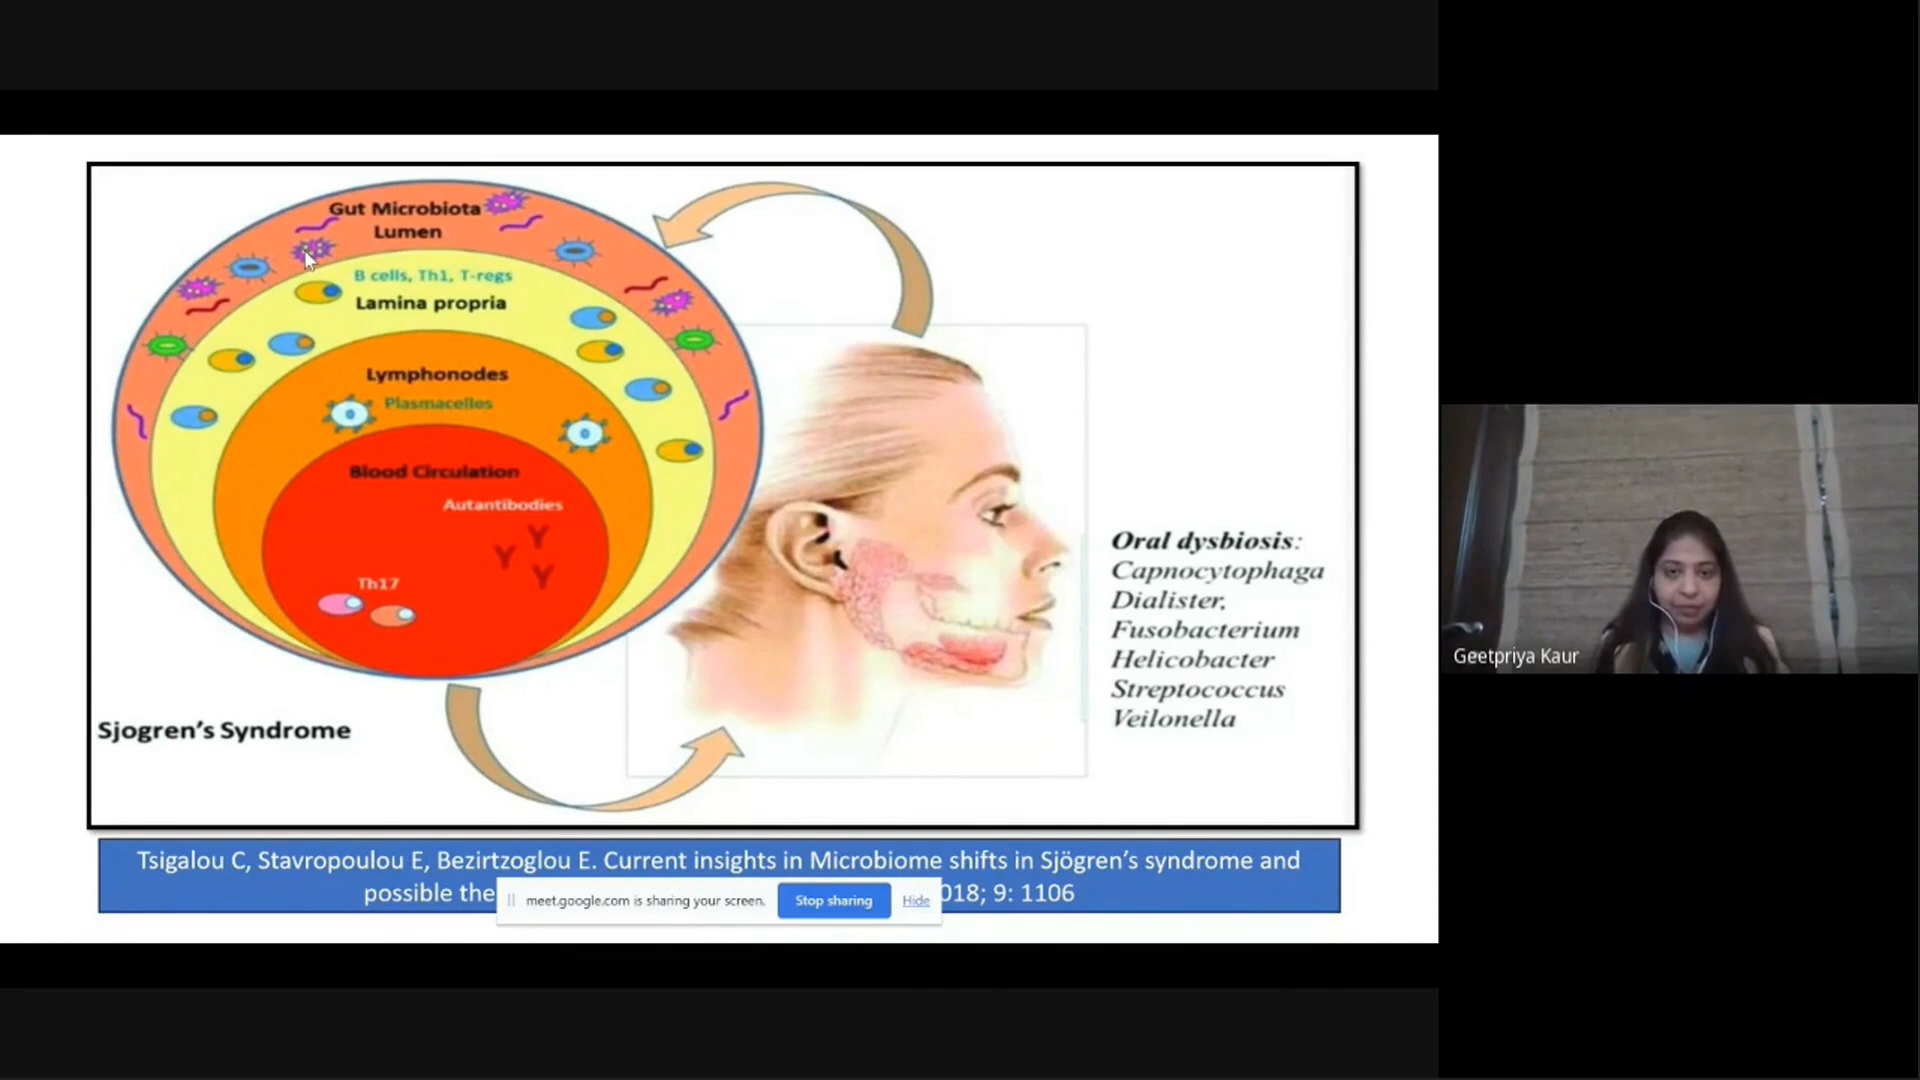 Gut Microbiota
Lumen
B cells, Th1, T-regs
Lamina propria
Lymphonodes
Plasmacelles
Blood Circulation
Autantibodies
Th17
Sjogren's Syndrome
Oral dysbiosis:
Capnocytophaga
Dialister,
Fusobacterium
Helicobacter
Streptococcus
Veilonella
Tsigalou C, Stavropoulou E, Bezirtzoglou E. Current insights in Microbiome shifts in Sjögren's syndrome and
possible the 018; 9: 1106
meet.google.com is sharing your screen. Stop sharing Hide
Geetpriya Kaur